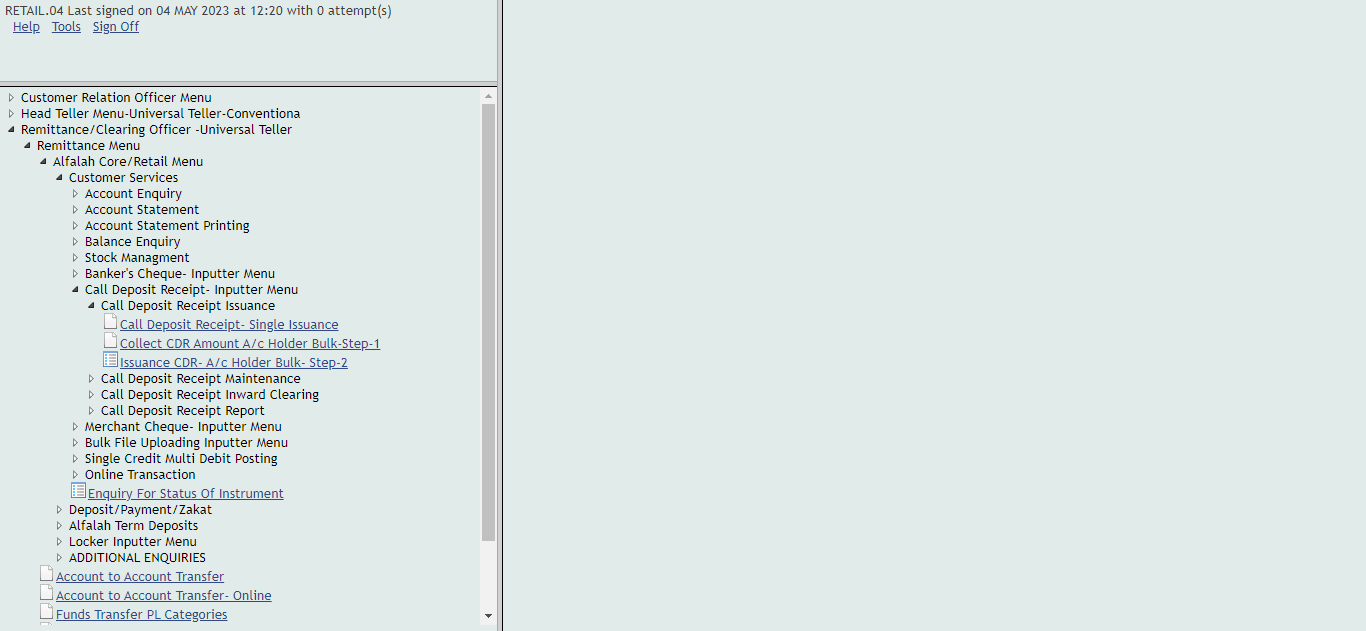 RETAIL.04 Last signed on 04 MAY 2023 at 12:20 with 0 attempt(s)
Help Tools Sign Off
Customer Relation Officer Menu
Head Teller Menu-Universal Teller-Conventiona
Remittance/Clearing Officer -Universal Teller
Remittance Menu
Alfalah Core/Retail Menu
Customer Services
Account Enquiry
Account Statement
Account Statement Printing
Balance Enquiry
Stock Managment
Banker's Cheque- Inputter Menu
Call Deposit Receipt- Inputter Menu
Call Deposit Receipt Issuance
Call Deposit Receipt- Single Issuance
Collect CDR Amount A/c Holder Bulk-Step-1
Issuance CDR- A/c Holder Bulk- Step-2
Call Deposit Receipt Maintenance
Call Deposit Receipt Inward Clearing
Call Deposit Receipt Report
Merchant Cheque- Inputter Menu
Bulk File Uploading Inputter Menu
Single Credit Multi Debit Posting
Online Transaction
Enquiry For Status Of Instrument
Deposit/Payment/Zakat
Alfalah Term Deposits
Locker Inputter Menu
ADDITIONAL ENQUIRIES
Account to Account Transfer
Account to Account Transfer- Online
Funds Transfer PL Categories